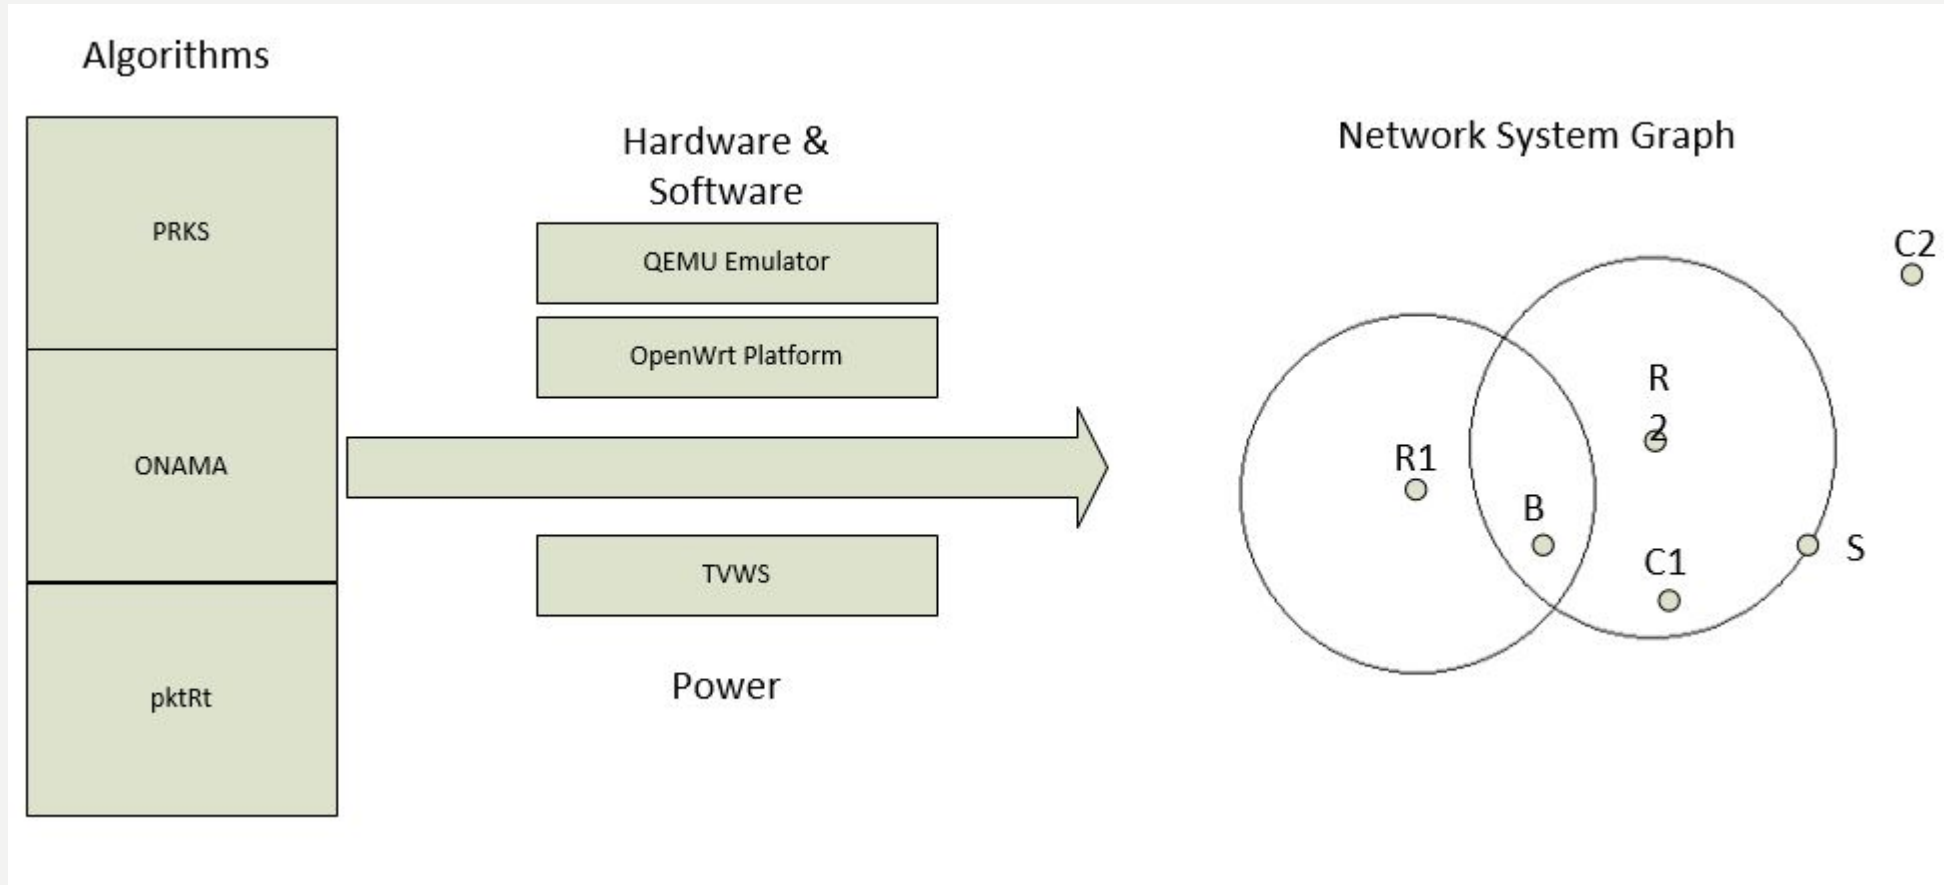 Algorithms
PRKS
ONAMA
pktRt
Hardware &
Software
QEMU Emulator
OpenWrt Platform
TVWS
Power
Network System Graph
C2
R
2
R1
B
C1
S